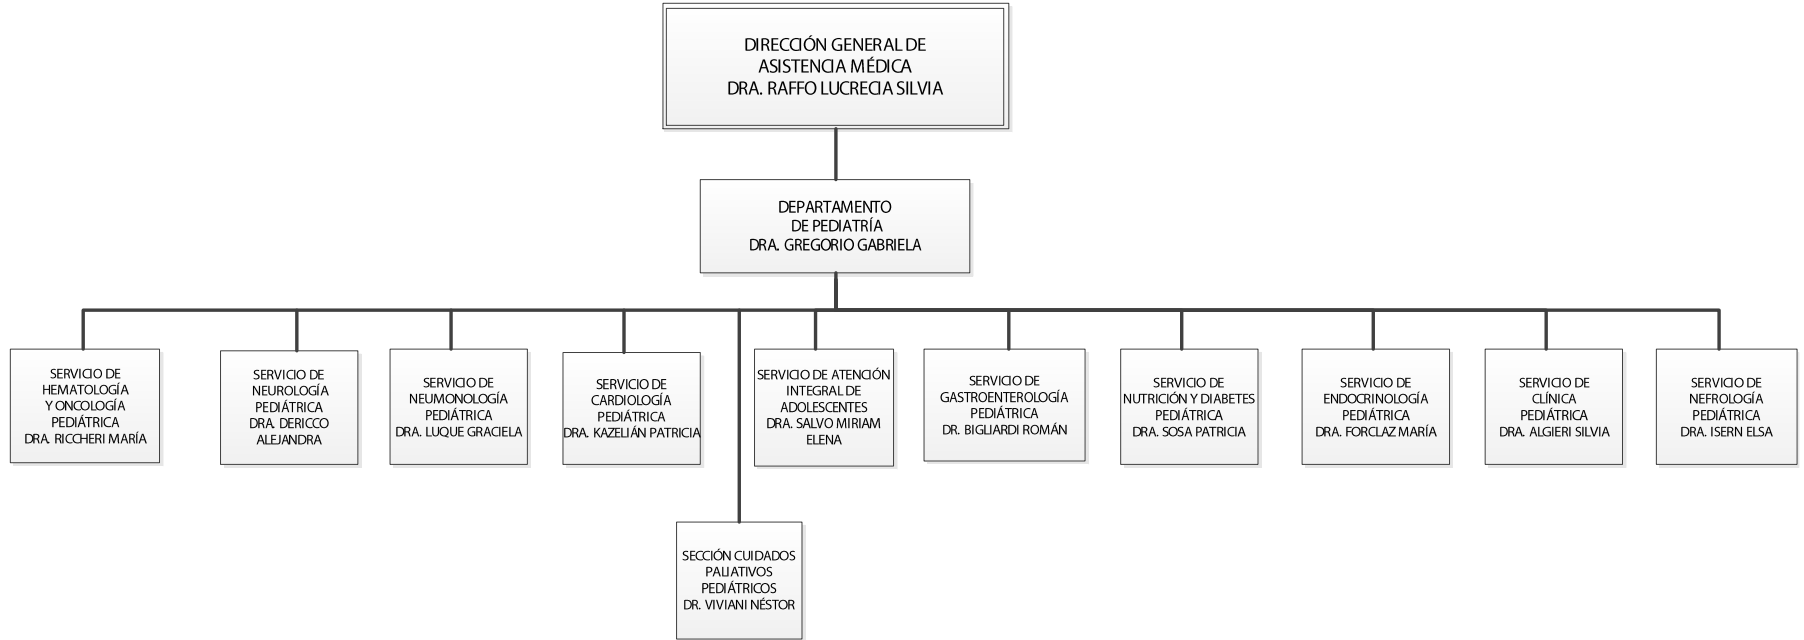 DIRECCIÓN GENERAL DE
ASISTENCIA MÉDICA
DRA. RAFFO LUCRECIA SILVIA
DEPARTAMENTO
DE PEDIATRÍA
DRA. GREGORIO GABRIELA
SERVICIO DE
HEMATOLOGÍA
Y ONCOLOGÍA
PEDIÁTRICA
DRA. RICCHERI MARÍA
SERVICIO DE
NEUROLOGÍA
PEDIÁTRICA
DRA. DERICCO
ALEJANDRA
SERVICIO DE
NEUMONOLOGÍA
PEDIÁTRICA
DRA. LUQUE GRACIELA
SERVICIO DE
CARDIOLOGÍA
PEDIÁTRICA
DRA. KAZELIÁN PATRICIA
SERVICIO DE ATENCIÓN
INTEGRAL DE
ADOLESCENTES
DRA. SALVO MIRIAM
ELENA
SERVICIO DE
GASTROENTEROLOGÍA
PEDIÁTRICA
DR. BIGLIARDI ROMÁN
SERVICIO DE
NUTRICIÓN Y DIABETES
PEDIÁTRICA
DRA. SOSA PATRICIA
SERVICIO DE
ENDOCRINOLOGÍA
PEDIÁTRICA
DRA. FORCLAZ MARÍA
SERVICIO DE
CLÍNICA
PEDIÁTRICA
DRA. ALGIERI SILVIA
SERVICIO DE
NEFROLOGÍA
PEDIÁTRICA
DRA. ISERN ELSA
SECCIÓN CUIDADOS
PALIATIVOS
PEDIÁTRICOS
DR. VIVIANI NÉSTOR